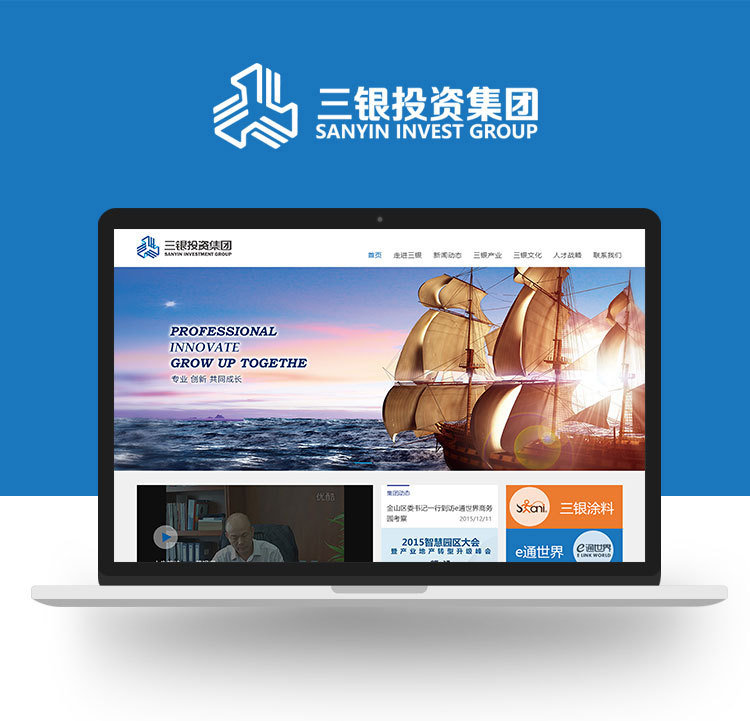 三银投资集团
SANYIN INVEST GROUP
三银投资集团
SANYIN INVESTMENT GROUP
首页 走进三银 新闻动态 三银产业 三银文化 人才战略 联系我们
PROFESSIONAL
INNOVATE
GROW UP TOGETHE
专业 创新 共同成长
优酷
集团动态
金山区委书记一行到访e通世界商务
园考察
2015/12/11
2015智慧园区大会
暨产业地产转型升级峰会
三银涂料
e通世界
e通世界
E LINK WORLD